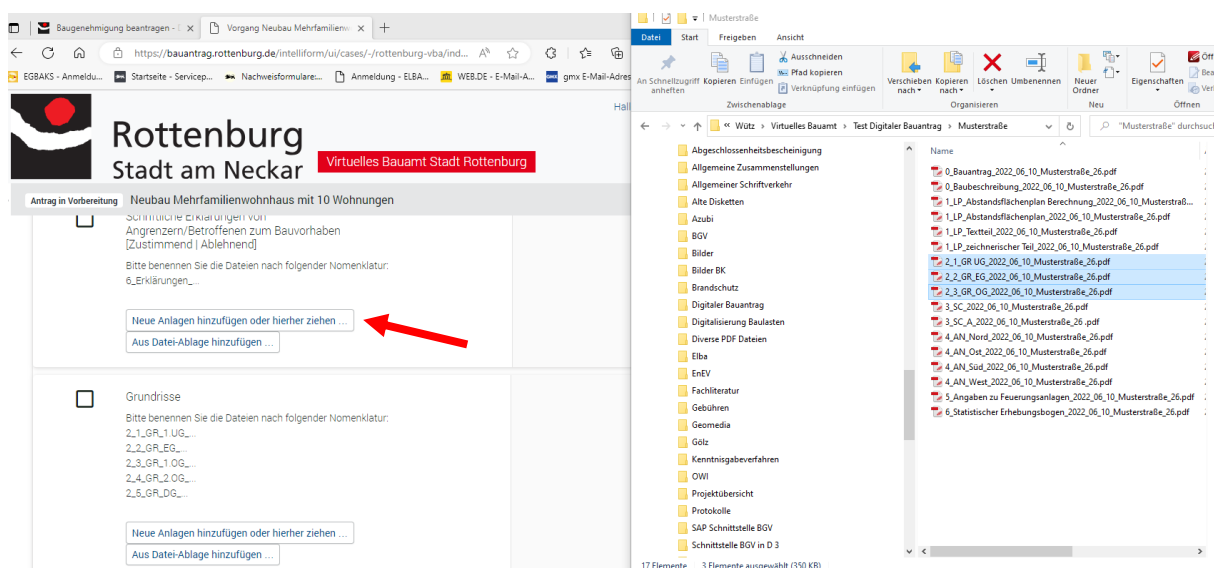 Baugenehmigung beantragen -
Vorgang Neubau Mehrfamilienw
https://bauantrag.rottenburg.de/intelliform/ui/cases/-/rottenburg-vba/ind...
EGBAKS - Anmeldu...
Startseite - Servicep...
Nachweisformulare:...
Anmeldung - ELBA...
WEB.DE - E-Mail-A...
gmx E-Mail-Adres
Hall
Rottenburg
Stadt am Neckar
Virtuelles Bauamt Stadt Rottenburg
Antrag in Vorbereitung
Neubau Mehrfamilienwohnhaus mit 10 Wohnungen
Schriftliche Erklärungen von
Angrenzern/Betroffenen zum Bauvorhaben
[Zustimmend | Ablehnend]
Bitte benennen Sie die Dateien nach folgender Nomenklatur:
6_Erklärungen_...
Neue Anlagen hinzufügen oder hierher ziehen ...
Aus Datei-Ablage hinzufügen ...
Grundrisse
Bitte benennen Sie die Dateien nach folgender Nomenklatur:
2_1_GR_1.UG_...
2_2_GR_EG_...
2_3_GR_1.OG_...
2_4_GR_2.OG_...
2_5_GR_DG_...
Neue Anlagen hinzufügen oder hierher ziehen ...
Aus Datei-Ablage hinzufügen ...
Musterstraße
Datei Start Freigeben Ansicht
An Schnellzugriff anheften
Kopieren
Einfügen
Ausschneiden
Pfad kopieren
Verknüpfung einfügen
Verschieben nach
Kopieren nach
Löschen
Umbenennen
Neuer Ordner
Eigenschaften
Öff
Bea
Ver
Zwischenablage
Organisieren
Neu
Öffnen
« Wütz › Virtuelles Bauamt › Test Digitaler Bauantrag › Musterstraße
"Musterstraße" durchsuch
Abgeschlossenheitsbescheinigung
Allgemeine Zusammenstellungen
Allgemeiner Schriftverkehr
Alte Disketten
Azubi
BGV
Bilder
Bilder BK
Brandschutz
Digitaler Bauantrag
Digitalisierung Baulasten
Diverse PDF Dateien
Elba
EnEV
Fachliteratur
Gebühren
Geomedia
Gölz
Kenntnisgabeverfahren
OWI
Projektübersicht
Protokolle
SAP Schnittstelle BGV
Schnittstelle BGV in D 3
Name
0_Bauantrag_2022_06_10_Musterstraße_26.pdf
0_Baubeschreibung_2022_06_10_Musterstraße_26.pdf
1_LP_Abstandsflächenplan Berechnung_2022_06_10_Musterstraß...
1_LP_Abstandsflächenplan_2022_06_10_Musterstraße_26.pdf
1_LP_Textteil_2022_06_10_Musterstraße_26.pdf
1_LP_zeichnerischer Teil_2022_06_10_Musterstraße_26.pdf
2_1_GR UG_2022_06_10_Musterstraße_26.pdf
2_2_GR_EG_2022_06_10_Musterstraße_26.pdf
2_3_GR_OG_2022_06_10_Musterstraße_26.pdf
3_SC_2022_06_10_Musterstraße_26.pdf
3_SC_A_2022_06_10_Musterstraße_26 .pdf
4_AN_Nord_2022_06_10_Musterstraße_26.pdf
4_AN_Ost_2022_06_10_Musterstraße_26.pdf
4_AN_Süd_2022_06_10_Musterstraße_26.pdf
4_AN_West_2022_06_10_Musterstraße_26.pdf
5_Angaben zu Feuerungsanlagen_2022_06_10_Musterstraße_26.pdf
6_Statistischer Erhebungsbogen_2022_06_10_Musterstraße_26.pdf
17 Elemente 3 Elemente ausgewählt (350 KB)